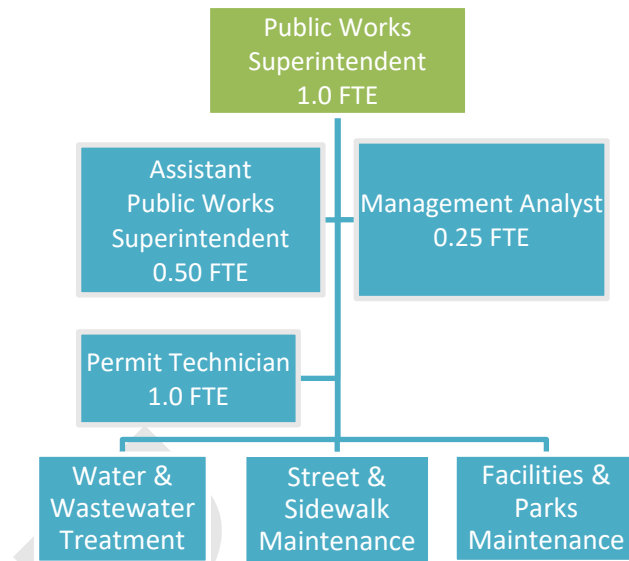 Public Works
Superintendent
1.0 FTE
Assistant
Public Works
Superintendent
0.50 FTE
Management Analyst
0.25 FTE
Permit Technician
1.0 FTE
Water &
Wastewater
Treatment
Street &
Sidewalk
Maintenance
Facilities &
Parks
Maintenance